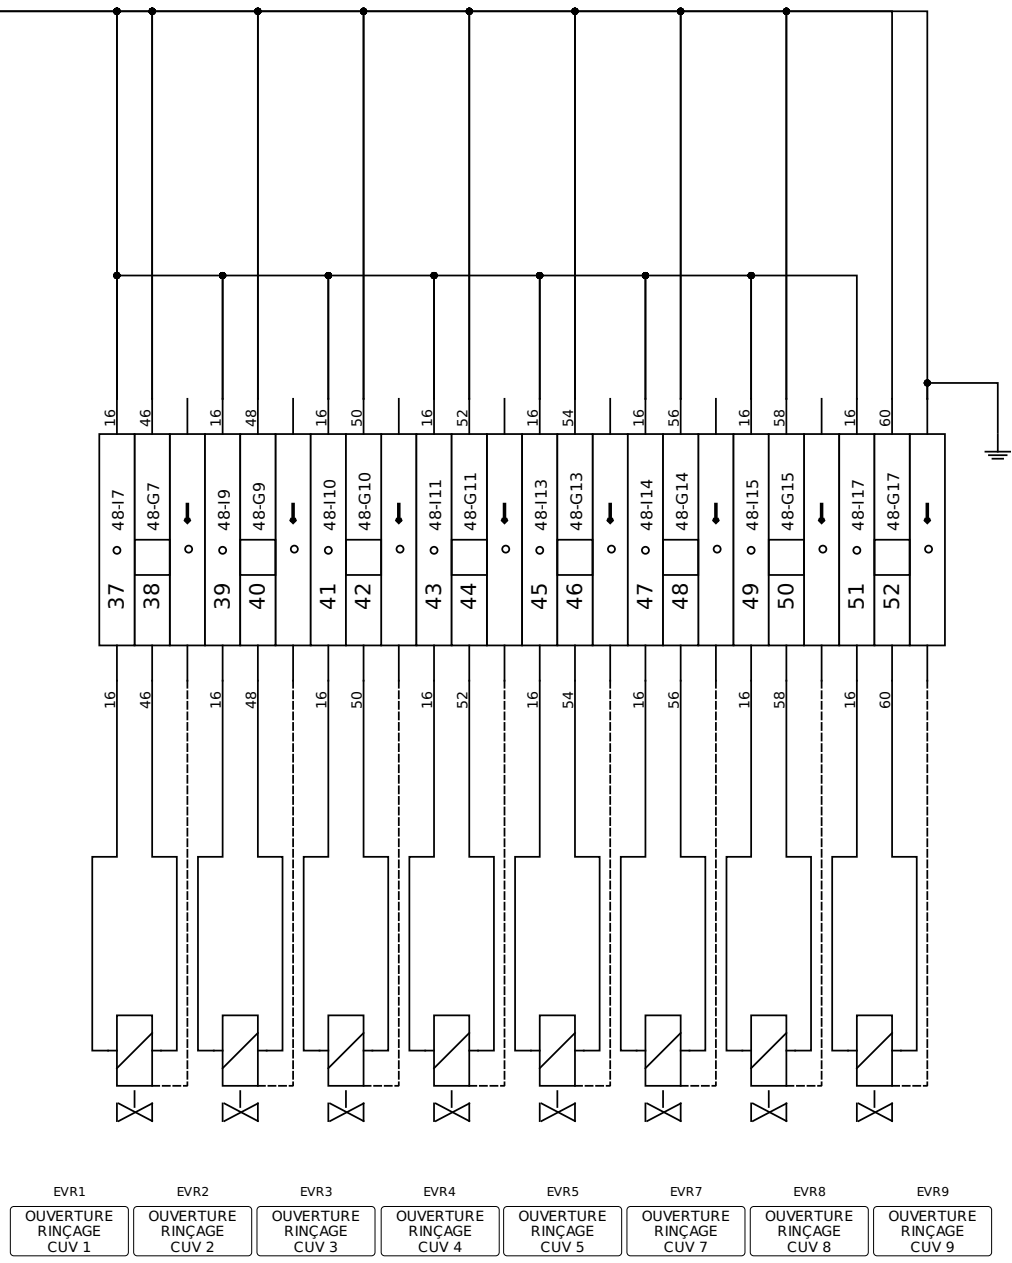 16 46 16 48 16 50 16 52 16 54 16 56 16 58 16 60
48-I7 48-G7 48-I9 48-G9 48-I10 48-G10 48-I11 48-G11 48-I13 48-G13 48-I14 48-G14 48-I15 48-G15 48-I17 48-G17
37 38 39 40 41 42 43 44 45 46 47 48 49 50 51 52
16 46 16 48 16 50 16 52 16 54 16 56 16 58 16 60
EVR1 EVR2 EVR3 EVR4 EVR5 EVR7 EVR8 EVR9
OUVERTURE OUVERTURE OUVERTURE OUVERTURE OUVERTURE OUVERTURE OUVERTURE OUVERTURE
RINÇAGE RINÇAGE RINÇAGE RINÇAGE RINÇAGE RINÇAGE RINÇAGE RINÇAGE
CUV 1 CUV 2 CUV 3 CUV 4 CUV 5 CUV 7 CUV 8 CUV 9